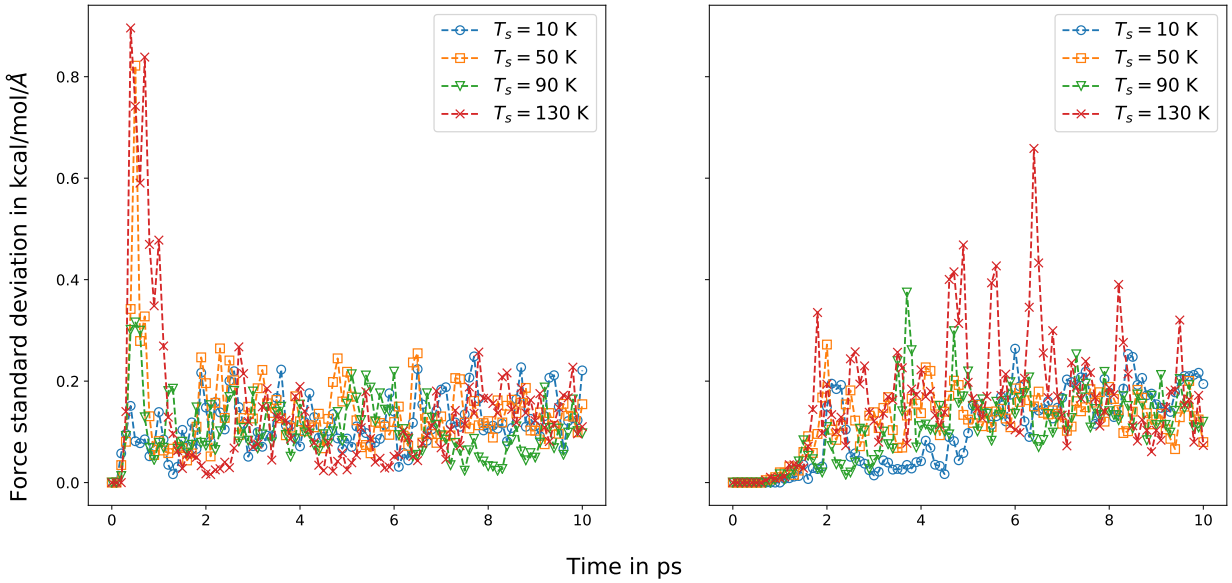 Force standard deviation in kcal/mol/Å
0.8
0.6
0.4
0.2
0.0
T_s = 10 K
T_s = 50 K
T_s = 90 K
T_s = 130 K
0 2 4 6 8 10
T_s = 10 K
T_s = 50 K
T_s = 90 K
T_s = 130 K
0 2 4 6 8 10
Time in ps